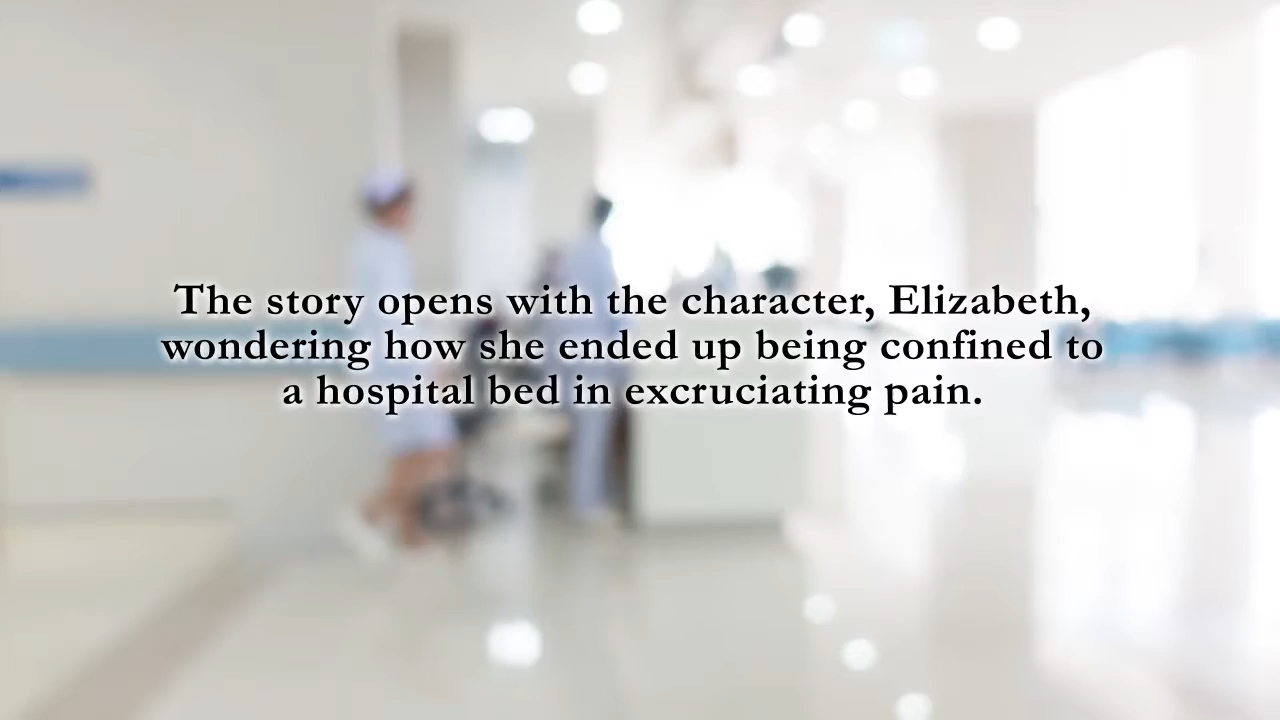 The story opens with the character, Elizabeth,
wondering how she ended up being confined to
a hospital bed in excruciating pain.